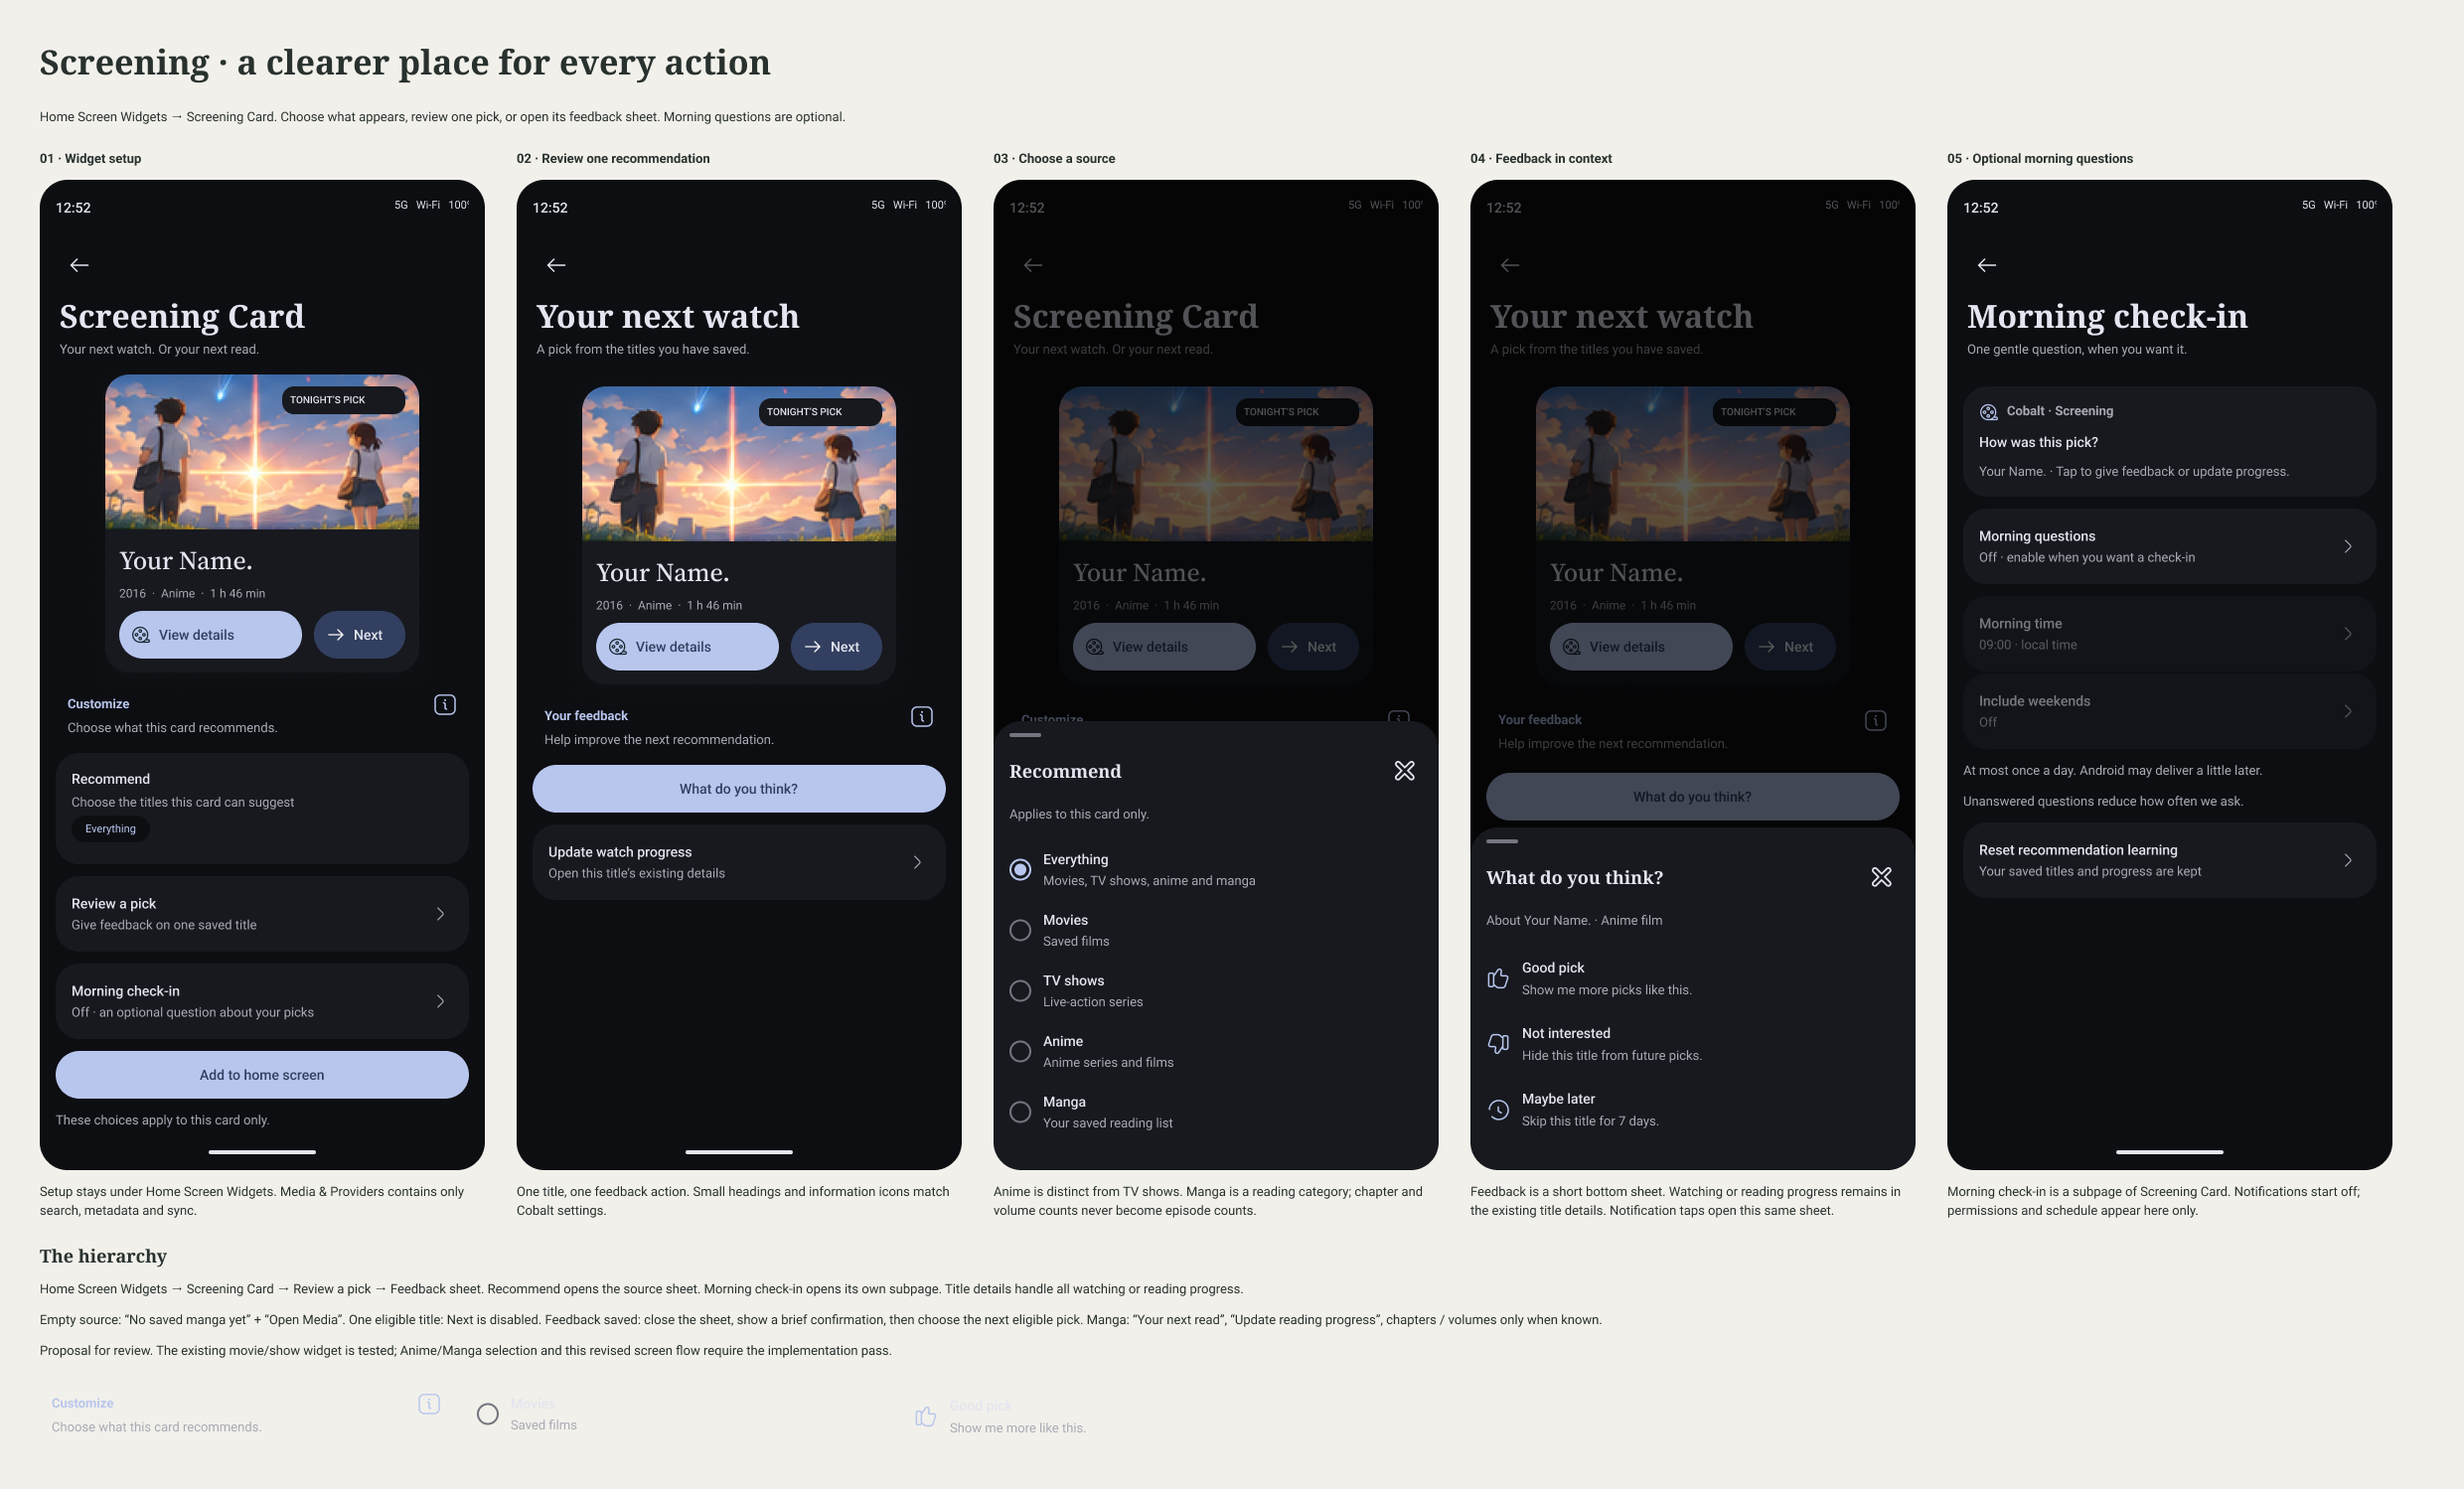 Screening · a clearer place for every action
Home Screen Widgets → Screening Card. Choose what appears, review one pick, or open its feedback sheet. Morning questions are optional.
01 · Widget setup
12:52
5G Wi-Fi 100
Screening Card
Your next watch. Or your next read.
TONIGHT'S PICK
Your Name.
2016 · Anime · 1 h 46 min
View details
Next
Customize
Choose what this card recommends.
Recommend
Choose the titles this card can suggest
Everything
Review a pick
Give feedback on one saved title
Morning check-in
Off · an optional question about your picks
Add to home screen
These choices apply to this card only.
Setup stays under Home Screen Widgets. Media & Providers contains only
search, metadata and sync.
02 · Review one recommendation
12:52
5G Wi-Fi 100
Your next watch
A pick from the titles you have saved.
TONIGHT'S PICK
Your Name.
2016 · Anime · 1 h 46 min
View details
Next
Your feedback
Help improve the next recommendation.
What do you think?
Update watch progress
Open this title's existing details
One title, one feedback action. Small headings and information icons match
Cobalt settings.
03 · Choose a source
12:52
5G Wi-Fi 100
Screening Card
Your next watch. Or your next read.
TONIGHT'S PICK
Your Name.
2016 · Anime · 1 h 46 min
View details
Next
Customize
Recommend
Applies to this card only.
Everything
Movies, TV shows, anime and manga
Movies
Saved films
TV shows
Live-action series
Anime
Anime series and films
Manga
Your saved reading list
Anime is distinct from TV shows. Manga is a reading category; chapter and
volume counts never become episode counts.
04 · Feedback in context
12:52
5G Wi-Fi 100
Your next watch
A pick from the titles you have saved.
TONIGHT'S PICK
Your Name.
2016 · Anime · 1 h 46 min
View details
Next
Your feedback
Help improve the next recommendation.
What do you think?
What do you think?
About Your Name. · Anime film
Good pick
Show me more picks like this.
Not interested
Hide this title from future picks.
Maybe later
Skip this title for 7 days.
Feedback is a short bottom sheet. Watching or reading progress remains in
the existing title details. Notification taps open this same sheet.
05 · Optional morning questions
12:52
5G Wi-Fi 100
Morning check-in
One gentle question, when you want it.
Cobalt · Screening
How was this pick?
Your Name. · Tap to give feedback or update progress.
Morning questions
Off · enable when you want a check-in
Morning time
09:00 · local time
Include weekends
Off
At most once a day. Android may deliver a little later.
Unanswered questions reduce how often we ask.
Reset recommendation learning
Your saved titles and progress are kept
Morning check-in is a subpage of Screening Card. Notifications start off;
permissions and schedule appear here only.
The hierarchy
Home Screen Widgets → Screening Card → Review a pick → Feedback sheet. Recommend opens the source sheet. Morning check-in opens its own subpage. Title details handle all watching or reading progress.
Empty source: “No saved manga yet” + “Open Media”. One eligible title: Next is disabled. Feedback saved: close the sheet, show a brief confirmation, then choose the next eligible pick. Manga: “Your next read”, “Update reading progress”, chapters / volumes only when known.
Proposal for review. The existing movie/show widget is tested; Anime/Manga selection and this revised screen flow require the implementation pass.
Customize
Choose what this card recommends.
Movies
Saved films
Good pick
Show me more like this.